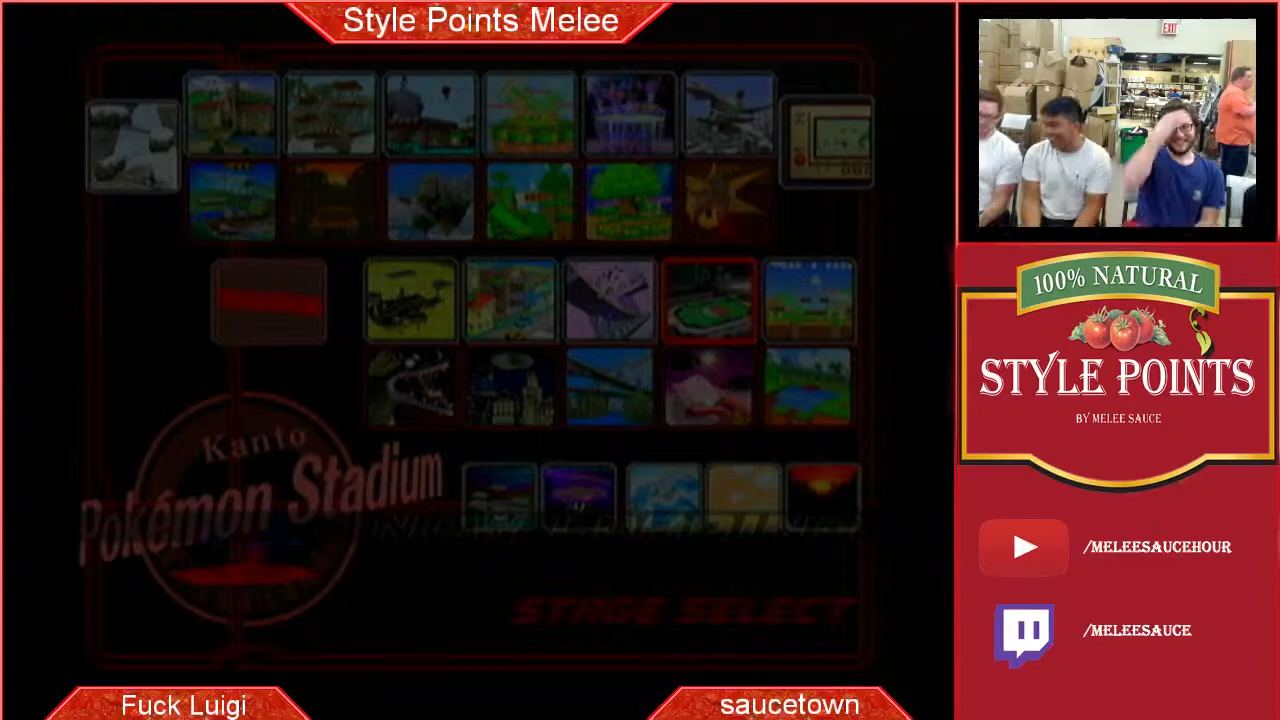 Style Points Melee
EXIT
Kanto
Pokémon Stadium
STAGE SELECT
100% NATURAL
STYLE POINTS
BY MELEE SAUCE
/MELEESAUCEHOUR
/MELEESAUCE
Fuck Luigi
saucetown